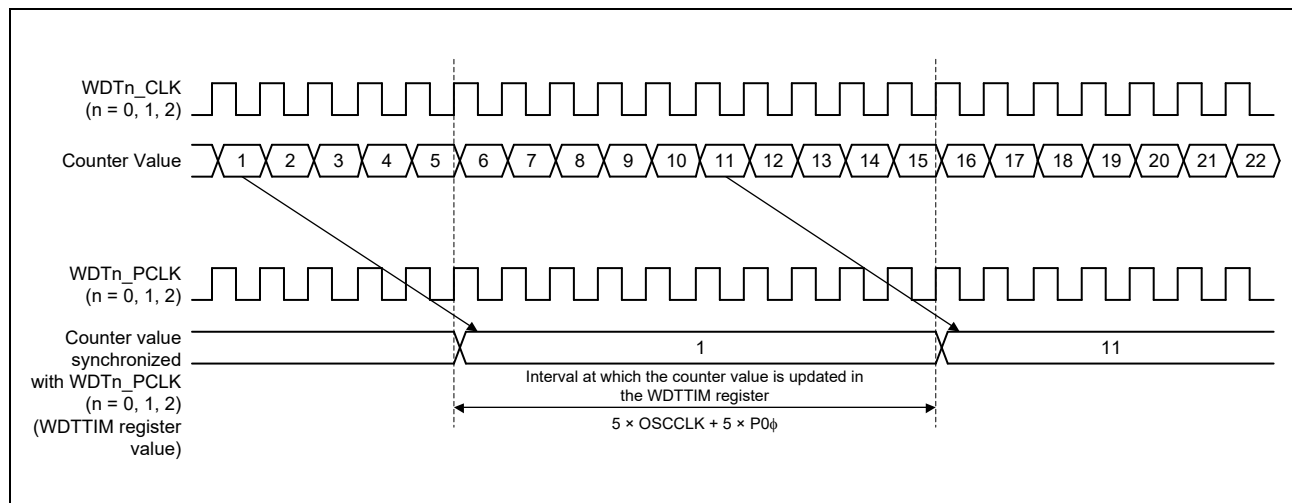 WDTn_CLK
(n = 0, 1, 2)
Counter Value
1 2 3 4 5 6 7 8 9 10 11 12 13 14 15 16 17 18 19 20 21 22
WDTn_PCLK
(n = 0, 1, 2)
Counter value
synchronized
with WDTn_PCLK
(n = 0, 1, 2)
(WDTTIM register
value)
1 11
Interval at which the counter value is updated in
the WDTTIM register
5 × OSCCLK + 5 × P0ϕ